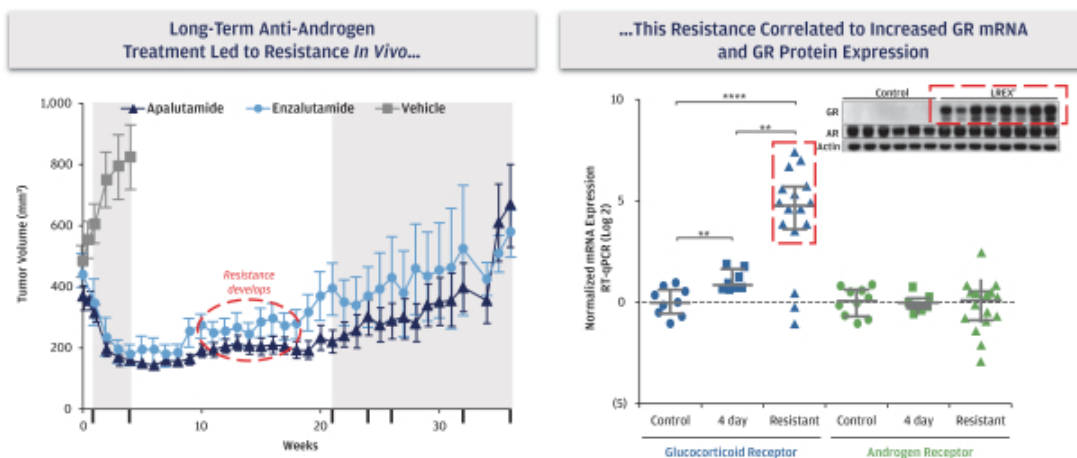 Long-Term Anti-Androgen
Treatment Led to Resistance In Vivo...
...This Resistance Correlated to Increased GR mRNA
and GR Protein Expression
Tumor Volume (mm³)
1,000
800
600
400
200
0
Apalutamide
Enzalutamide
Vehicle
Resistance
develops
0
10
20
30
Weeks
Normalized mRNA Expression
RT-qPCR (Log 2)
10
5
0
(5)
****
**
**
Control
LREX'
GR
AR
Actin
Control
4 day
Resistant
Control
4 day
Resistant
Glucocorticoid Receptor
Androgen Receptor